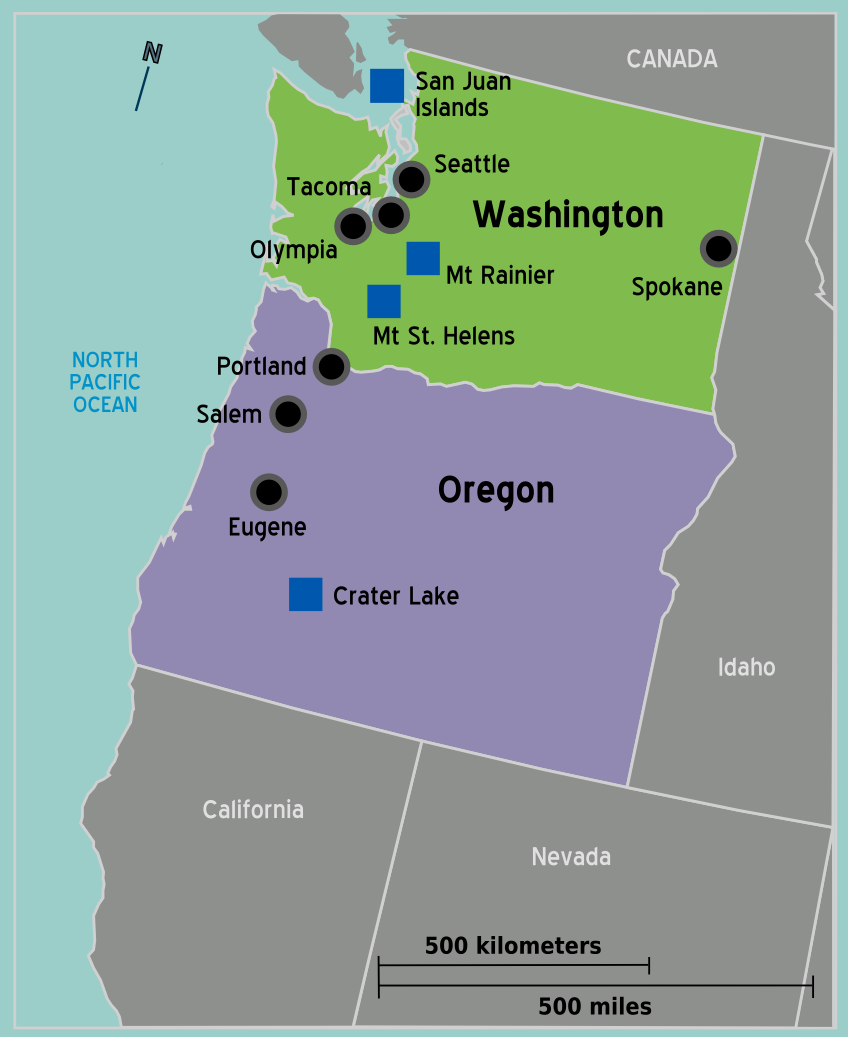 N
CANADA
San Juan
Islands
Seattle
Tacoma
Washington
Olympia
Spokane
Mt Rainier
Mt St. Helens
NORTH
PACIFIC
OCEAN
Portland
Salem
Oregon
Eugene
Crater Lake
Idaho
California
Nevada
500 kilometers
500 miles